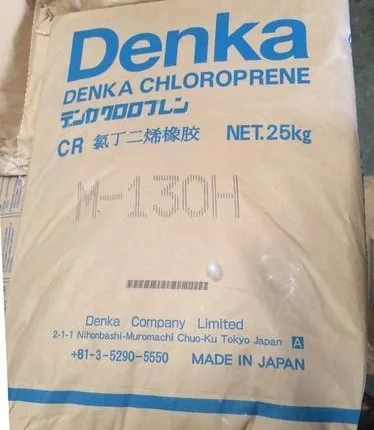 Denka
DENKA CHLOROPRENE
デンカクロロプレン
CR 氯丁二烯橡胶 NET.25kg
M-130H
Denka Company Limited
2-1-1 Nihonbashi-Muromachi Chuo-Ku Tokyo Japan A
+81-3-5290-5550 MADE IN JAPAN